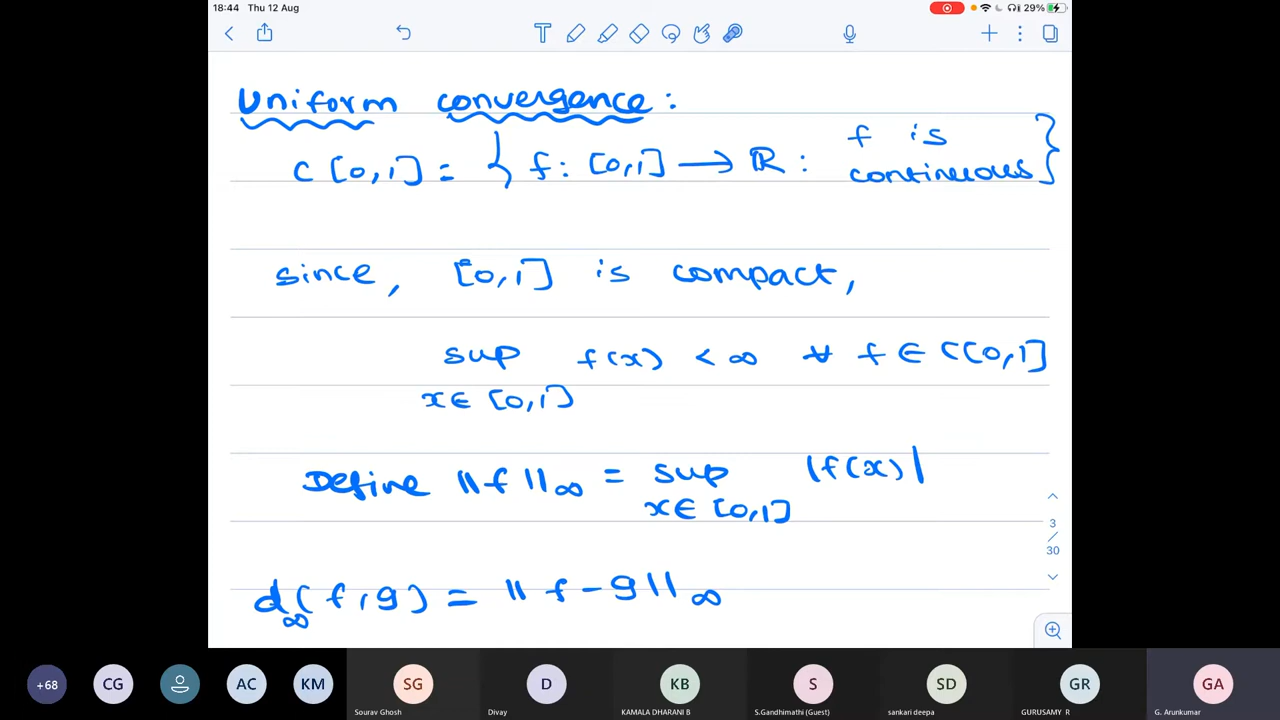 18:44 Thu 12 Aug
29%
Uniform convergence:
C[0,1] = { f: [0,1] ⟶ ℝ : f is continuous }
since, [0,1] is compact,
sup f(x) < ∞ ∀ f ∈ C[0,1]
x ∈ [0,1]
Define ||f||∞ = sup |f(x)|
x ∈ [0,1]
d∞(f,g) = ||f-g||∞
3
/
30
+68 CG AC KM SG D KB S SD GR GA
Sourav Ghosh Divay KAMALA DHARANI B S.Gandhimathi (Guest) sankari deepa GURUSAMY R G. Arunkumar